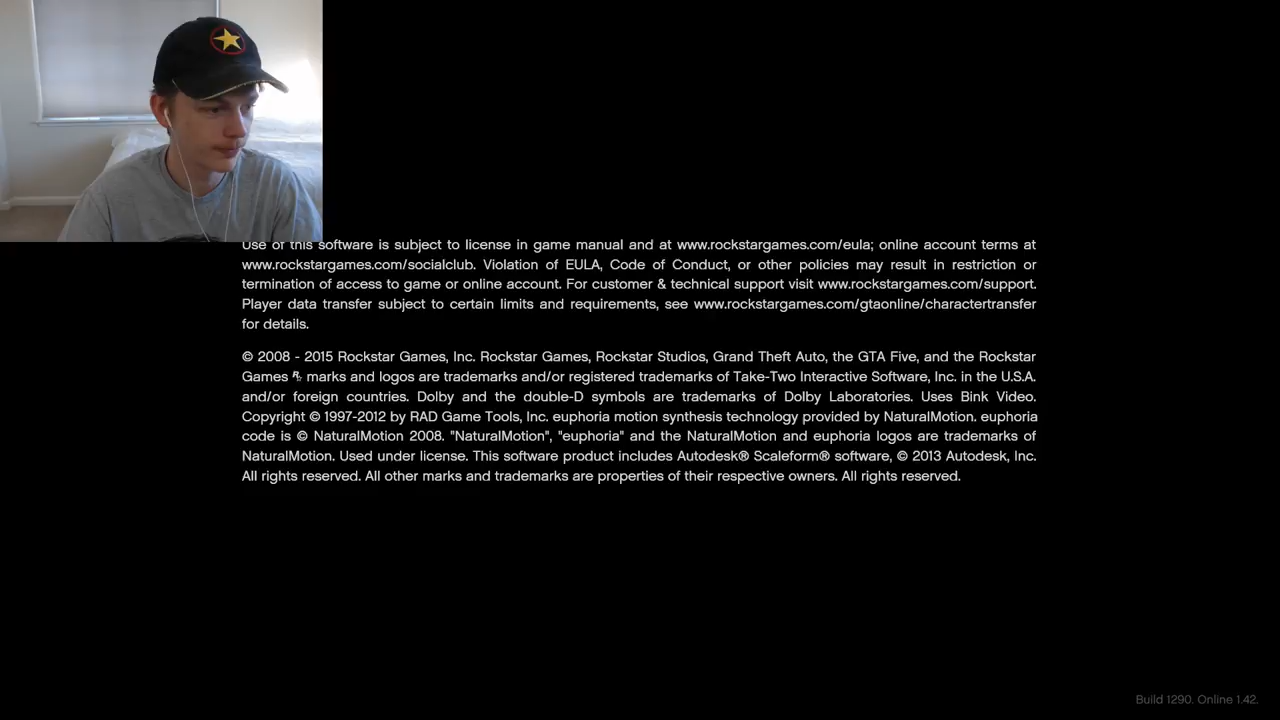 Use of this software is subject to license in game manual and at www.rockstargames.com/eula; online account terms at
www.rockstargames.com/socialclub. Violation of EULA, Code of Conduct, or other policies may result in restriction or
termination of access to game or online account. For customer & technical support visit www.rockstargames.com/support.
Player data transfer subject to certain limits and requirements, see www.rockstargames.com/gtaonline/charactertransfer
for details.
© 2008 - 2015 Rockstar Games, Inc. Rockstar Games, Rockstar Studios, Grand Theft Auto, the GTA Five, and the Rockstar
Games R* marks and logos are trademarks and/or registered trademarks of Take-Two Interactive Software, Inc. in the U.S.A.
and/or foreign countries. Dolby and the double-D symbols are trademarks of Dolby Laboratories. Uses Bink Video.
Copyright © 1997-2012 by RAD Game Tools, Inc. euphoria motion synthesis technology provided by NaturalMotion. euphoria
code is © NaturalMotion 2008. "NaturalMotion", "euphoria" and the NaturalMotion and euphoria logos are trademarks of
NaturalMotion. Used under license. This software product includes Autodesk® Scaleform® software, © 2013 Autodesk, Inc.
All rights reserved. All other marks and trademarks are properties of their respective owners. All rights reserved.
Build 1290. Online 1.42.